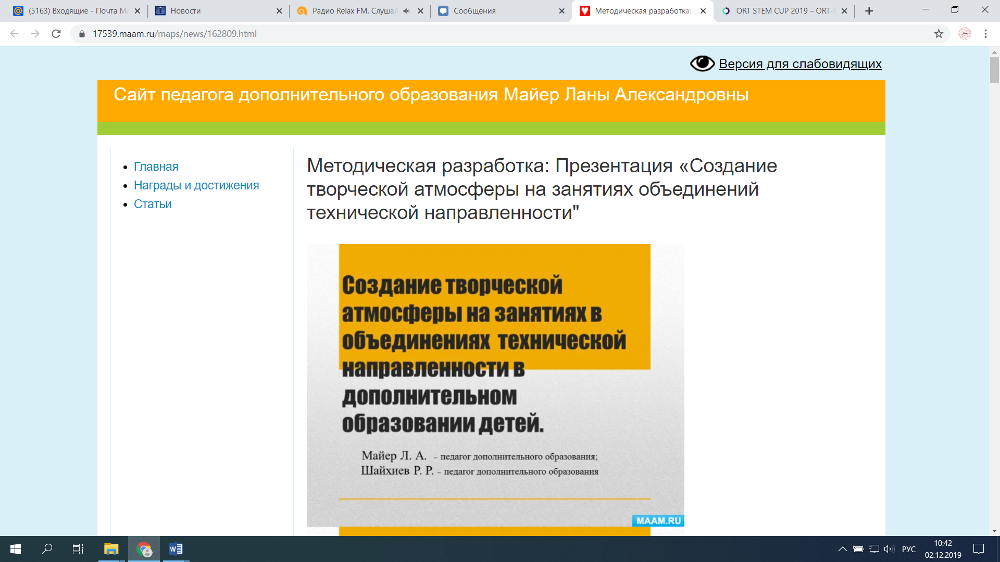 (5163) Входящие - Почта Ma
Новости
Радио Relax FM. Слушай
Сообщения
Методическая разработка:
ORT STEM CUP 2019 – ORT-S
17539.maam.ru/maps/news/162809.html
Версия для слабовидящих
Сайт педагога дополнительного образования Майер Ланы Александровны
Главная
Награды и достижения
Статьи
Методическая разработка: Презентация «Создание
творческой атмосферы на занятиях объединений
технической направленности"
Создание творческой
атмосферы на занятиях в
объединениях технической
направленности в
дополнительном
образовании детей.
Майер Л. А. – педагог дополнительного образования;
Шайхиев Р. Р. – педагог дополнительного образования
MAAM.RU
РУС
10:42
02.12.2019